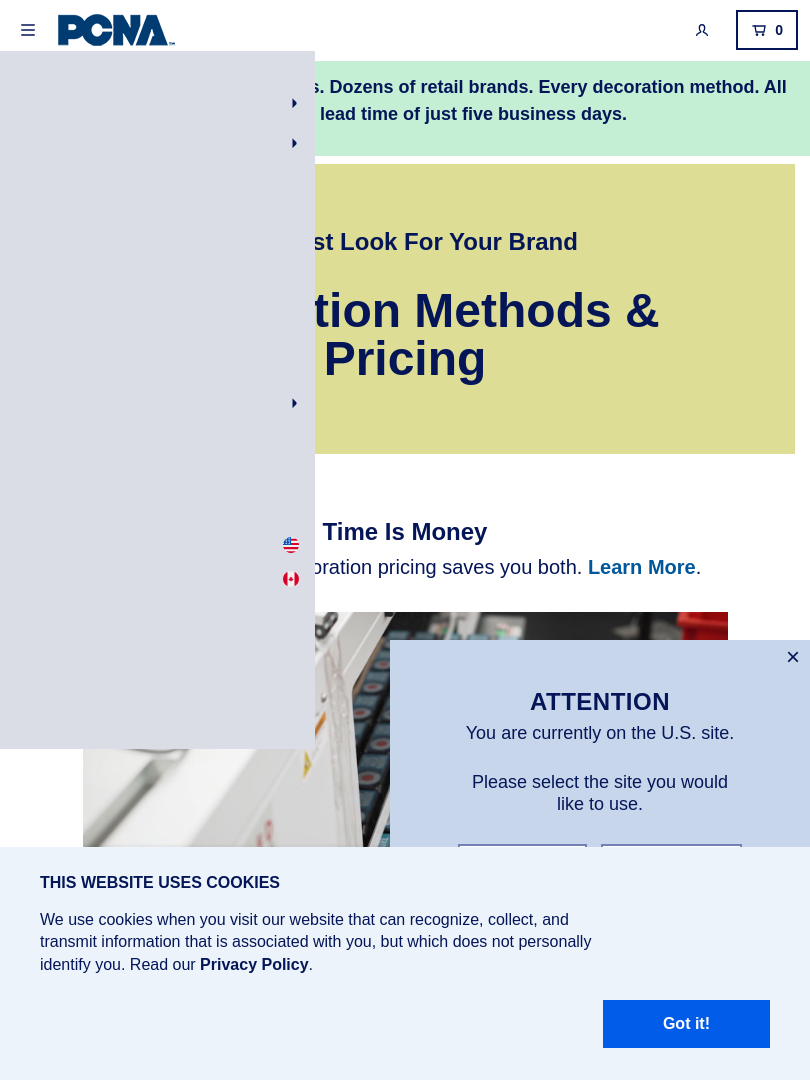 PCNA
0
s. Dozens of retail brands. Every decoration method. All
lead time of just five business days.
st Look For Your Brand
tion Methods &
Pricing
Time Is Money
oration pricing saves you both. Learn More.
ATTENTION
You are currently on the U.S. site.
Please select the site you would
like to use.
THIS WEBSITE USES COOKIES
We use cookies when you visit our website that can recognize, collect, and
transmit information that is associated with you, but which does not personally
identify you. Read our Privacy Policy.
Got it!